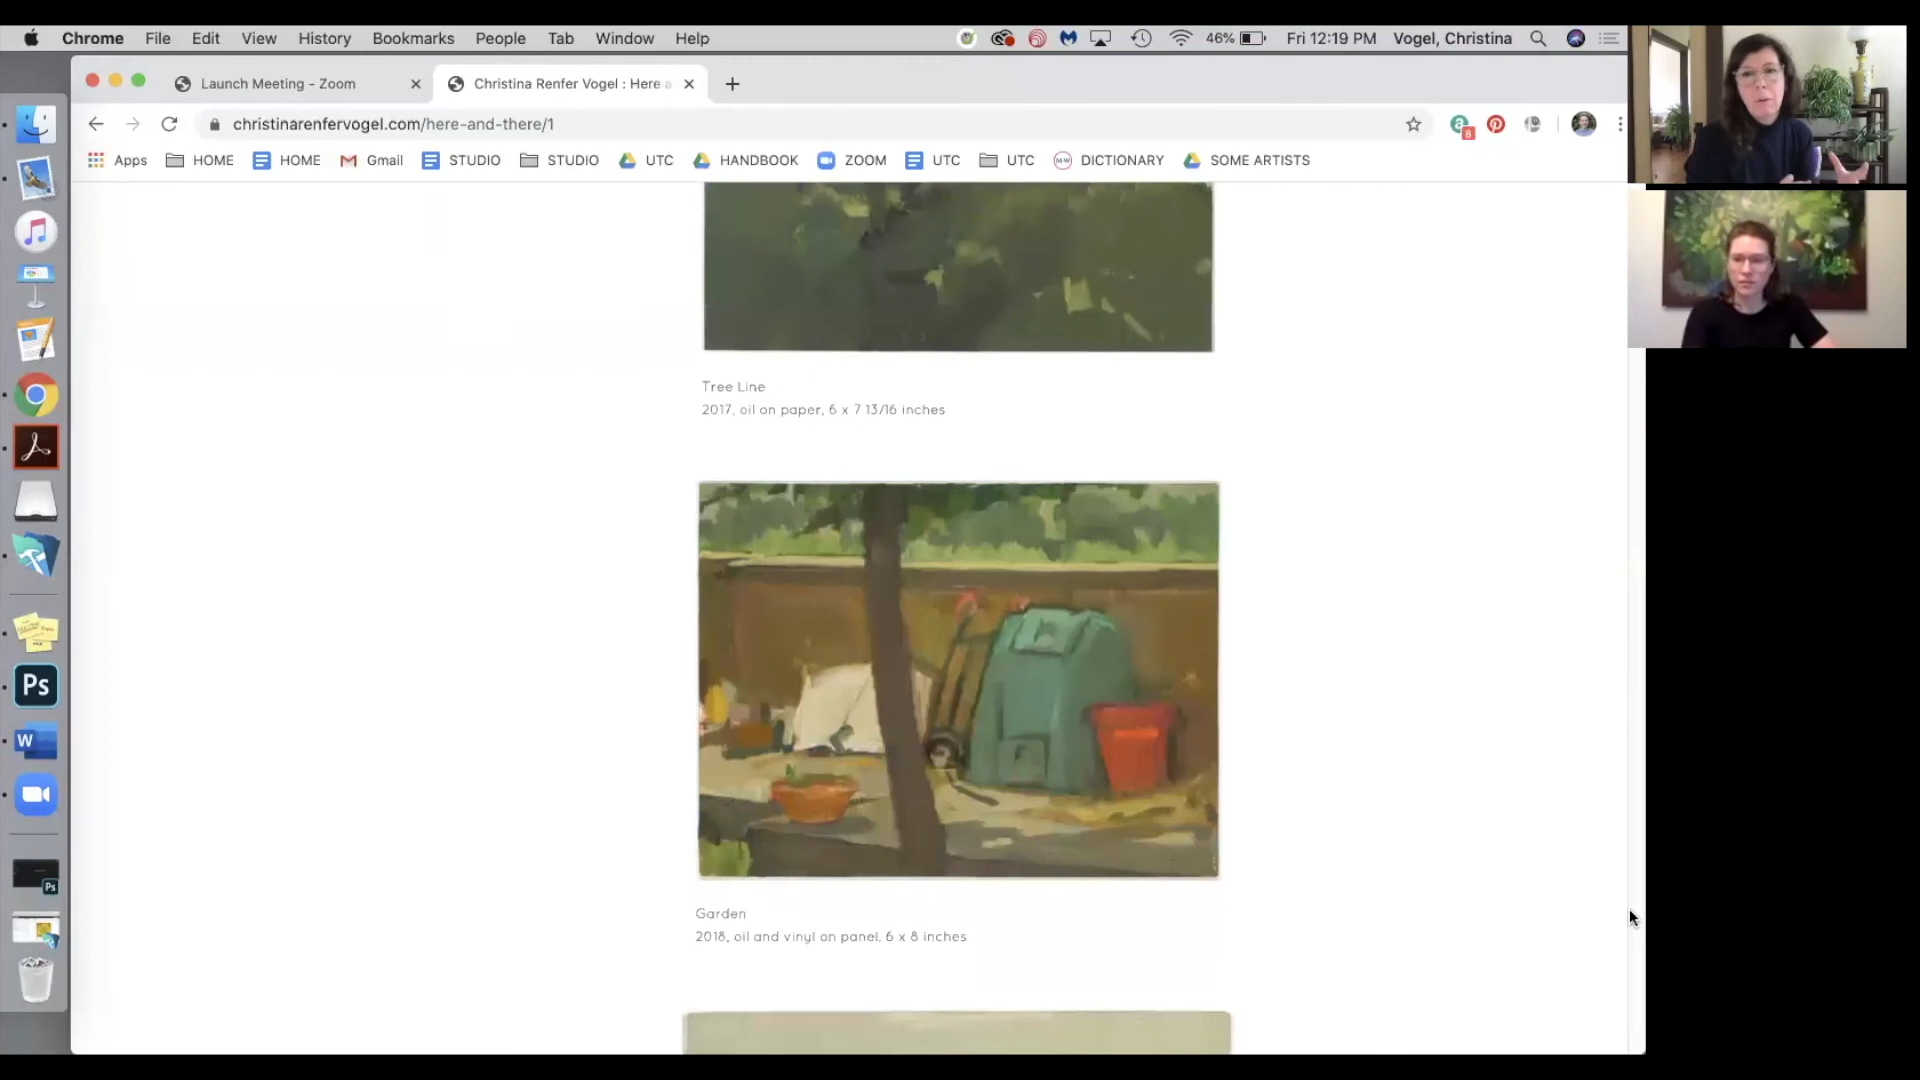 Chrome File Edit View History Bookmarks People Tab Window Help 46% Fri 12:19 PM Vogel, Christina
Launch Meeting - Zoom Christina Renfer Vogel : Here a
christinarenfervogel.com/here-and-there/1 8
Apps HOME HOME Gmail STUDIO STUDIO UTC HANDBOOK ZOOM UTC UTC DICTIONARY SOME ARTISTS
Tree Line
2017, oil on paper, 6 x 7 13/16 inches
Ps
W
Ps
Garden
2018, oil and vinyl on panel, 6 x 8 inches